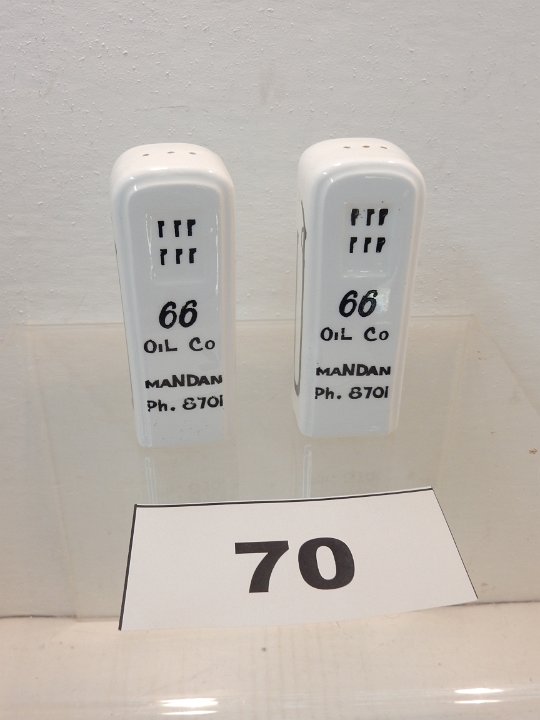 66
OIL CO
MANDAN
Ph. 8701
66
OIL CO
MANDAN
Ph. 8701
70